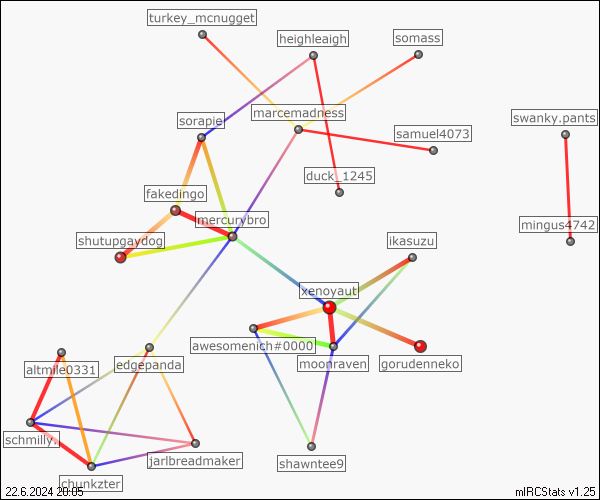 turkey_mcnugget
heighleaigh
somass
marcemadness
swanky.pants
sorapie
samuel4073
duck_1245
fakedingo
mercurybro
mingus4742
shutupgaydog
ikasuzu
xenoyaut
awesomenich#0000
moonraven
gorudenneko
altmile0331
edgepanda
schmilly.
jarlbreadmaker
shawntee9
chunkzter
22.6.2024 20:05
mIRCStats v1.25